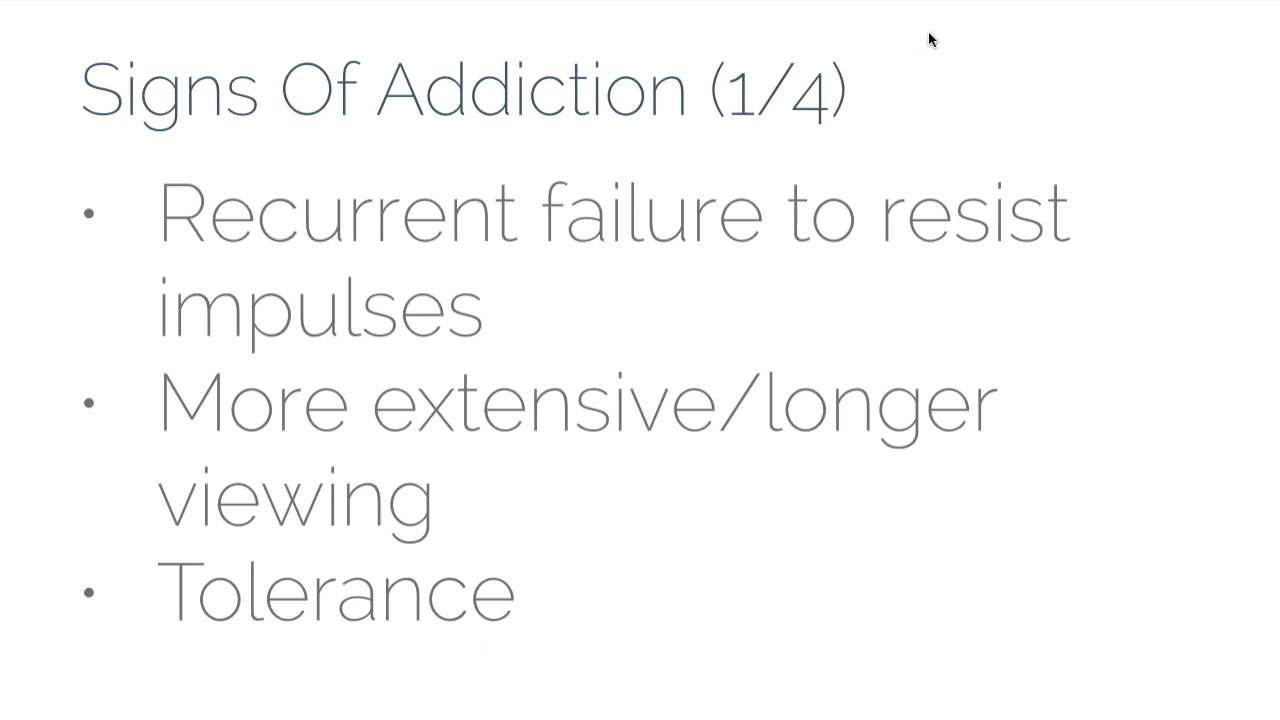 Signs Of Addiction (1/4)
• Recurrent failure to resist
impulses
• More extensive/longer
viewing
• Tolerance